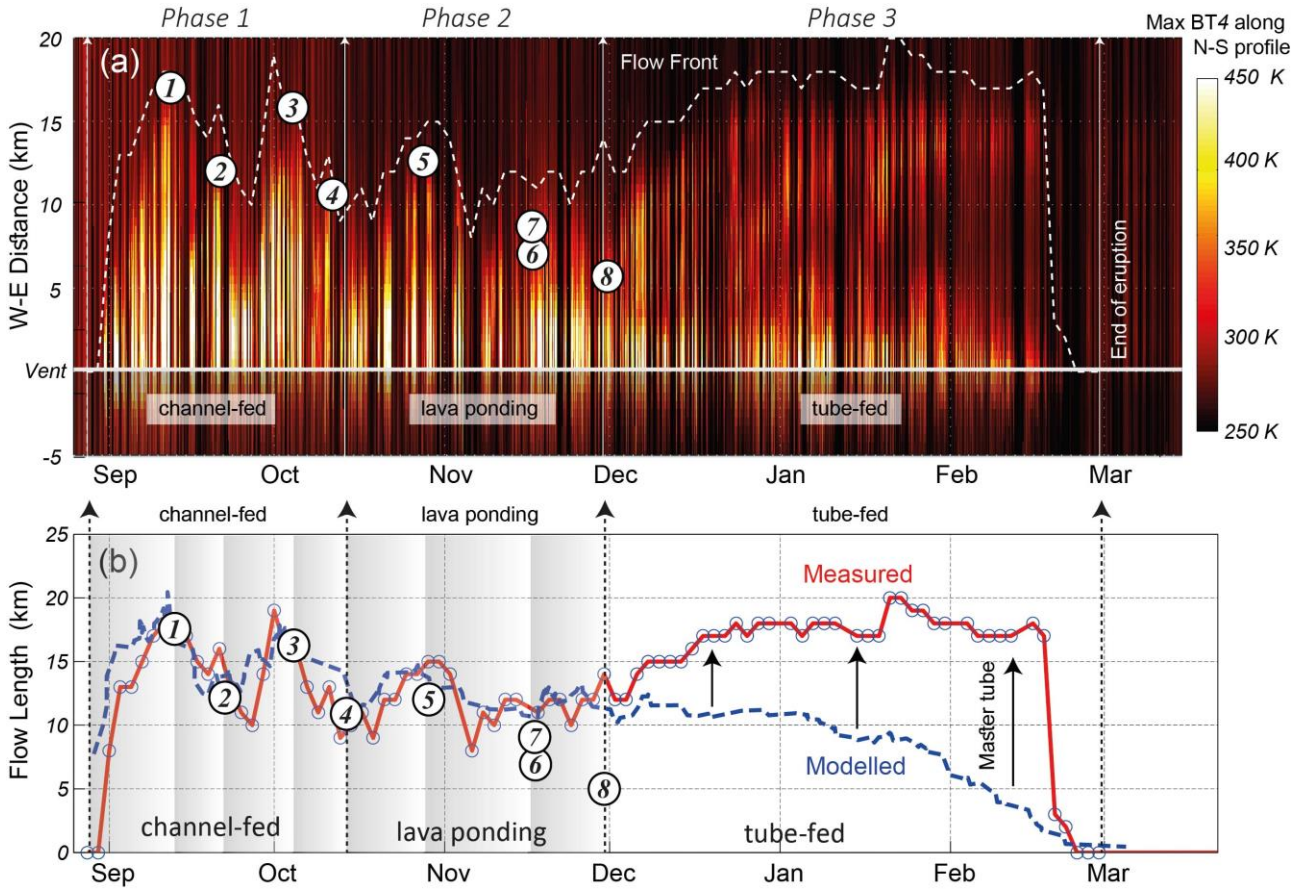 Phase 1 Phase 2 Phase 3
Max BT4 along
N-S profile
(a)
Flow Front
W-E Distance (km)
20
15
10
5
Vent
-5
1
2
3
4
5
7
6
8
End of eruption
450 K
400 K
350 K
300 K
250 K
channel-fed lava ponding tube-fed
Sep Oct Nov Dec Jan Feb Mar
channel-fed lava ponding tube-fed
(b)
Flow Length (km)
25
20
15
10
5
0
Measured
Modelled
Master tube
1
2
3
4
5
7
6
8
channel-fed lava ponding tube-fed
Sep Oct Nov Dec Jan Feb Mar